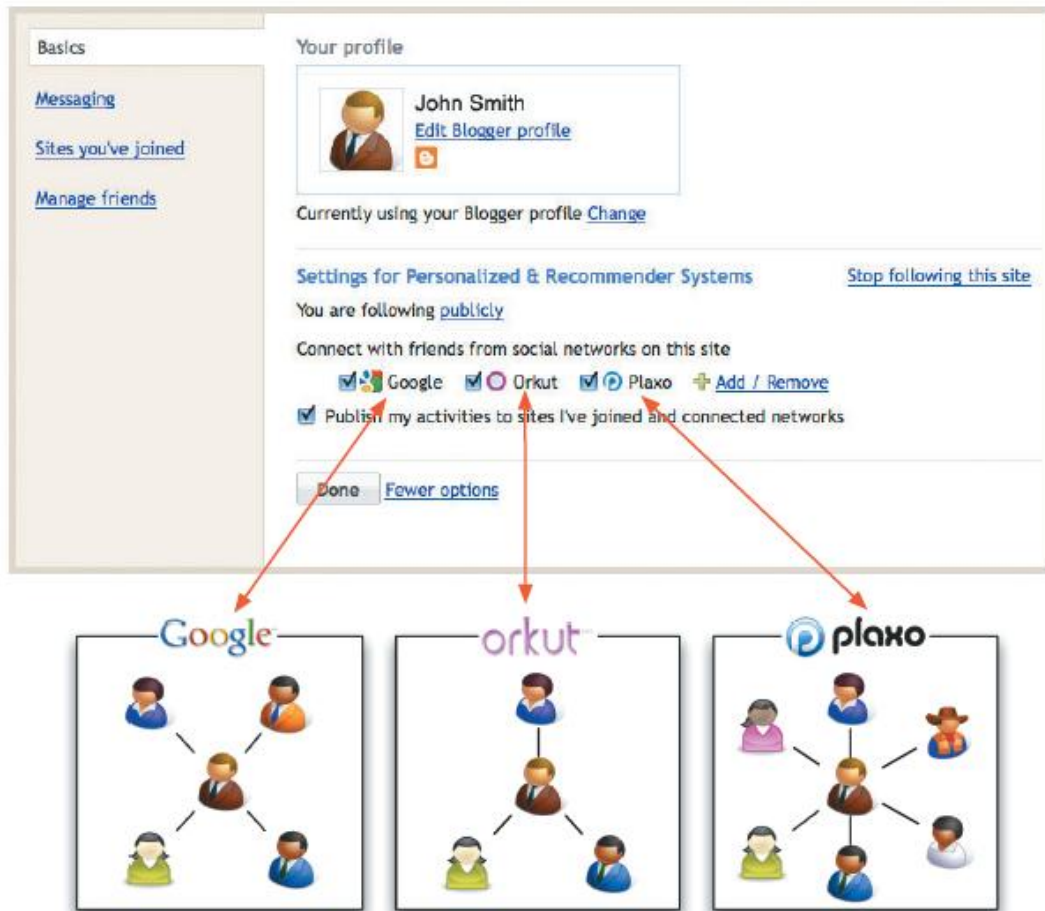 Basics
Messaging
Sites you've joined
Manage friends
Your profile
John Smith
Edit Blogger profile
Currently using your Blogger profile Change
Settings for Personalized & Recommender Systems
Stop following this site
You are following publicly
Connect with friends from social networks on this site
Google Orkut Plaxo Add / Remove
Publish my activities to sites I've joined and connected networks
Done Fewer options
Google
orkut
plaxo